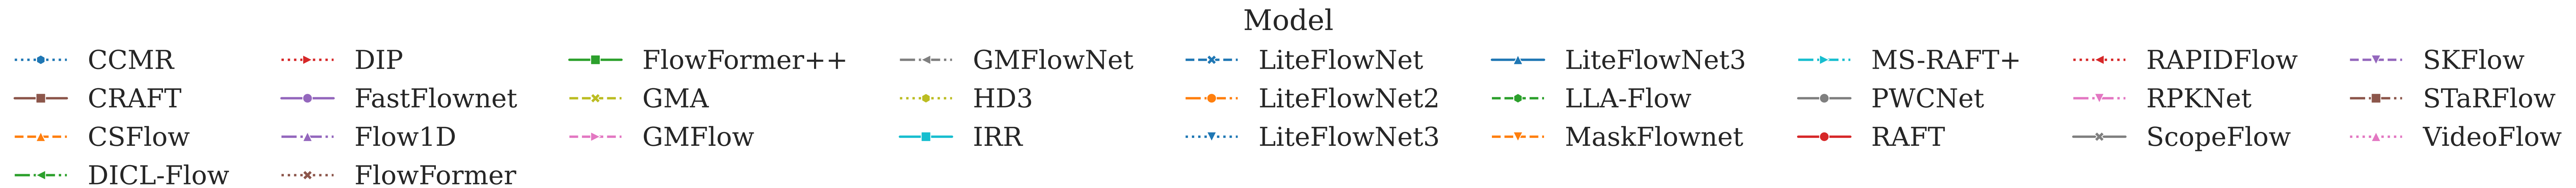 Model
CCMR DIP FlowFormer++ GMFlowNet LiteFlowNet LiteFlowNet3 MS-RAFT+ RAPIDFlow SKFlow
CRAFT FastFlownet GMA HD3 LiteFlowNet2 LLA-Flow PWCNet RPKNet STaRFlow
CSFlow Flow1D GMFlow IRR LiteFlowNet3 MaskFlownet RAFT ScopeFlow VideoFlow
DICL-Flow FlowFormer